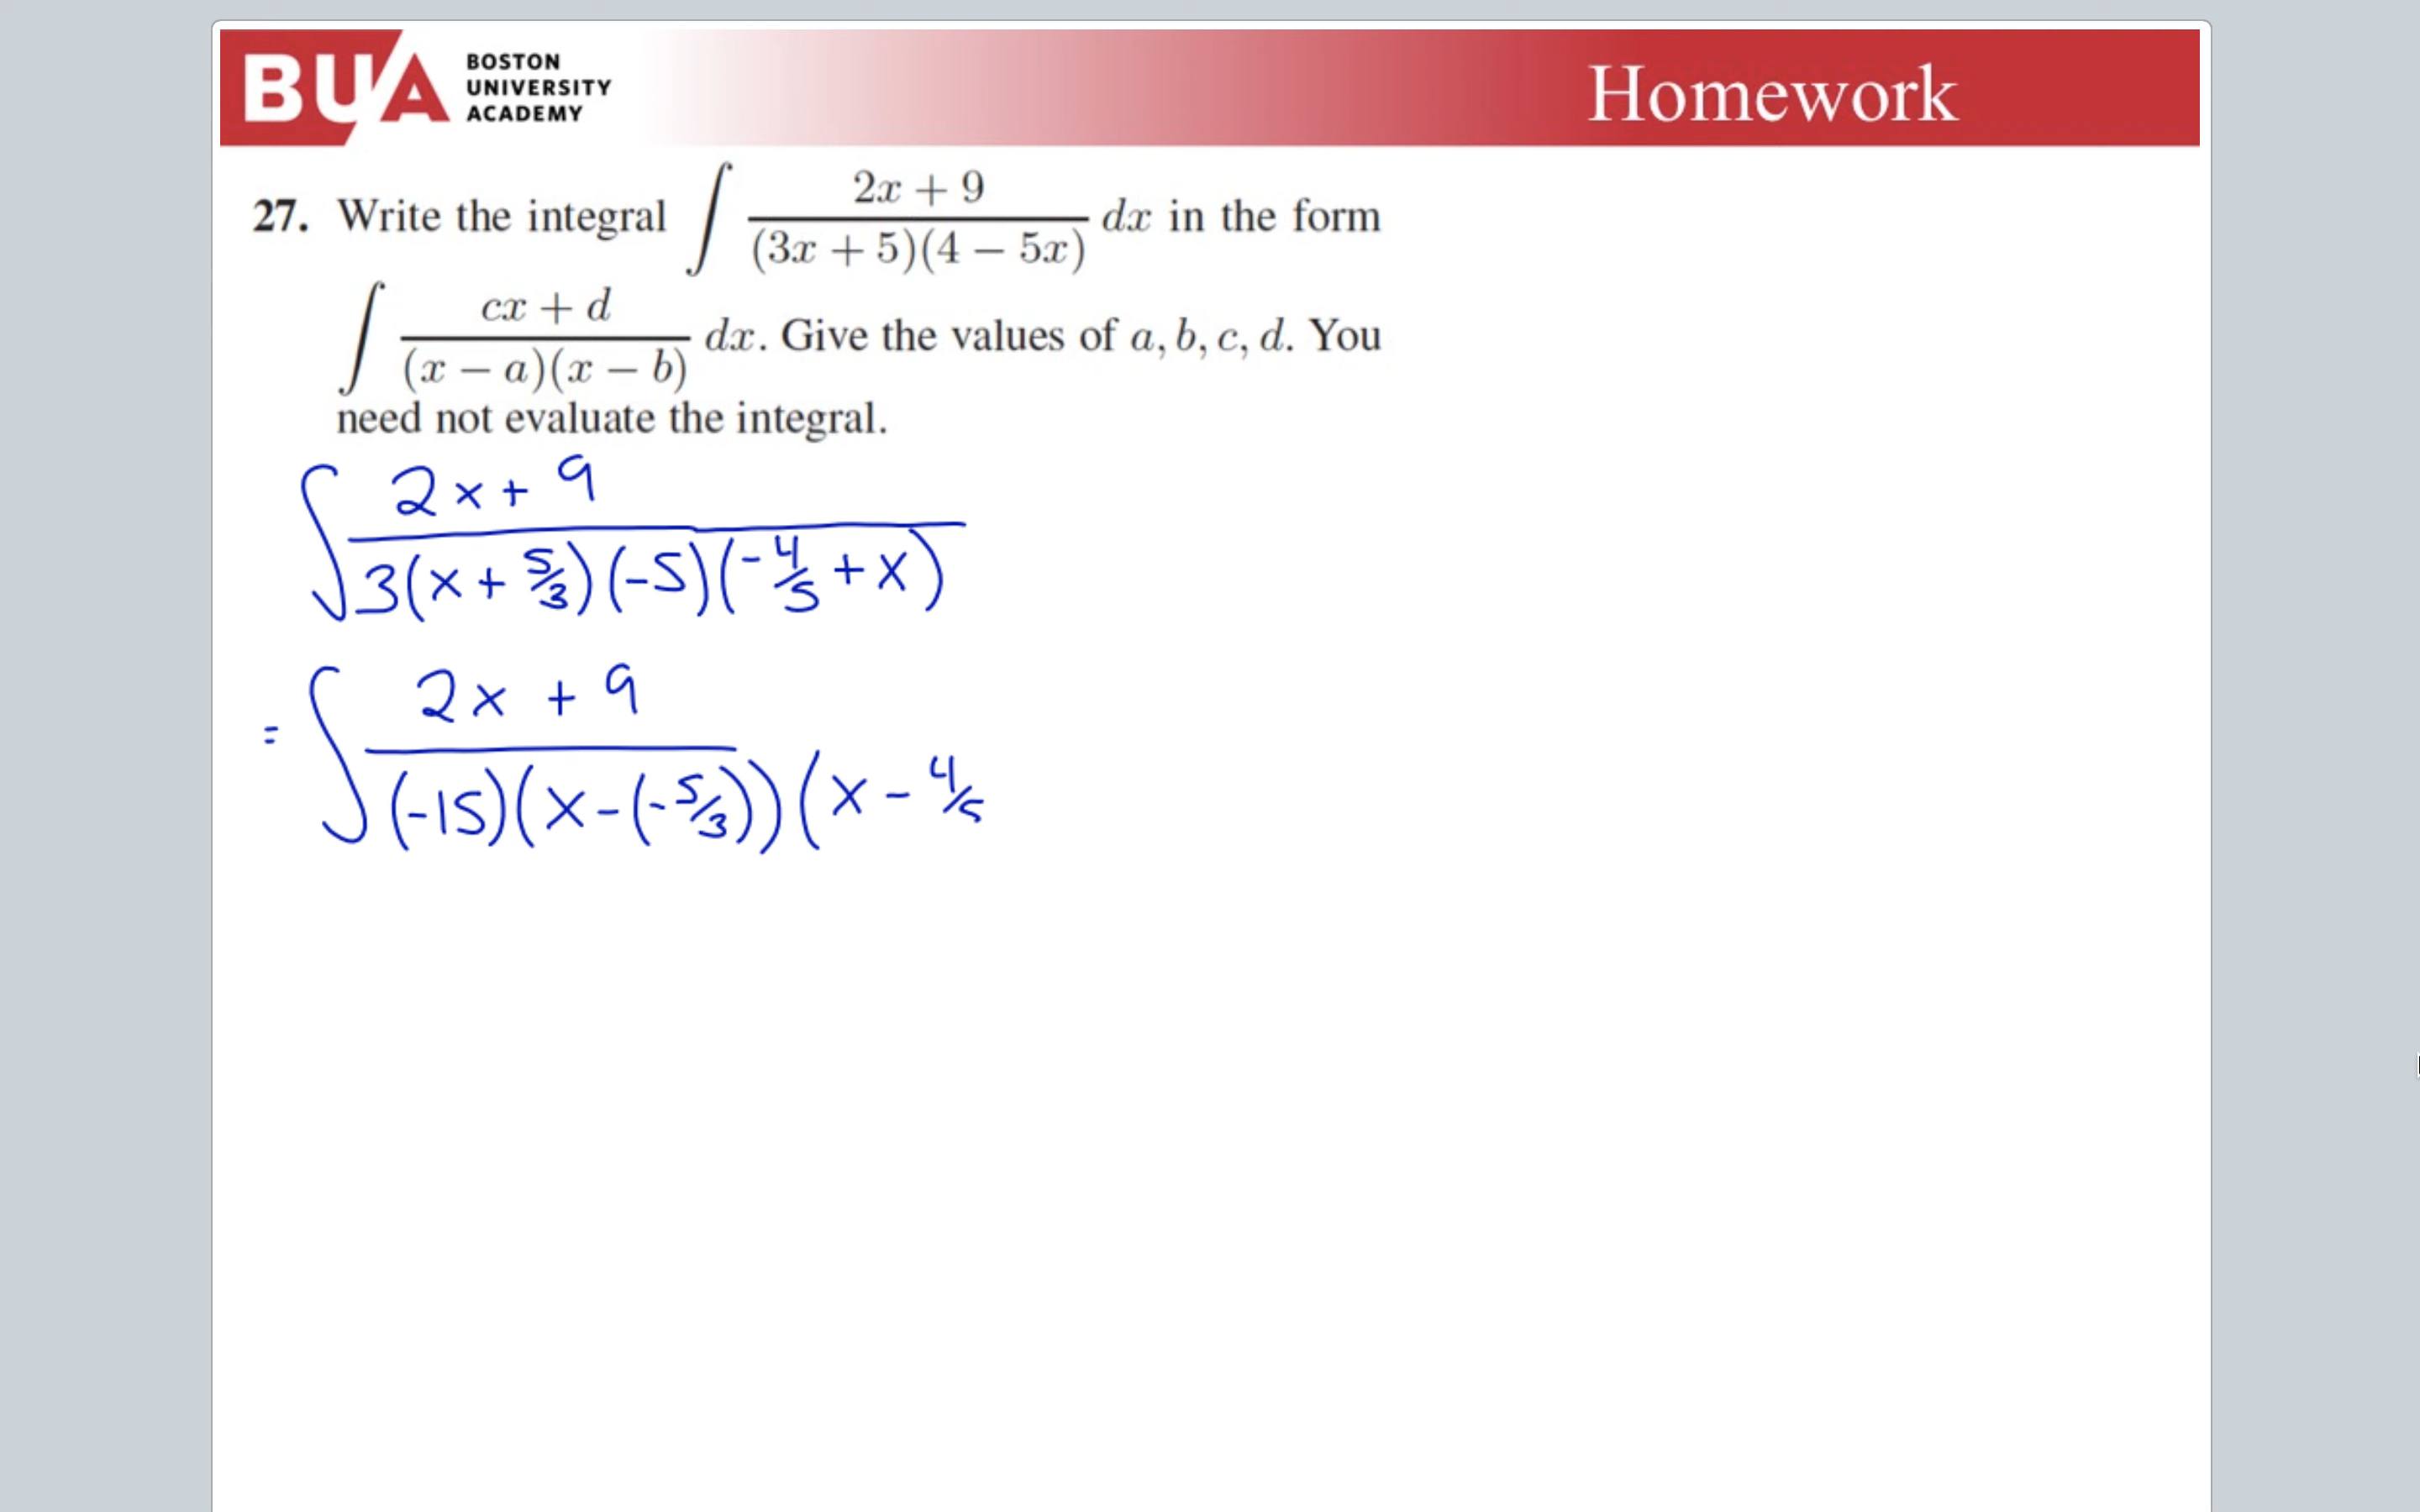 BUA BOSTON UNIVERSITY ACADEMY
Homework
27. Write the integral ∫ (2x + 9)/((3x + 5)(4 − 5x)) dx in the form
∫ (cx + d)/((x − a)(x − b)) dx. Give the values of a, b, c, d. You
need not evaluate the integral.
∫ 2x + 9
3(x + 5/3)(-5)(-4/5 + x)
= ∫ 2x + 9
(-15)(x-(-5/3))(x - 4/5